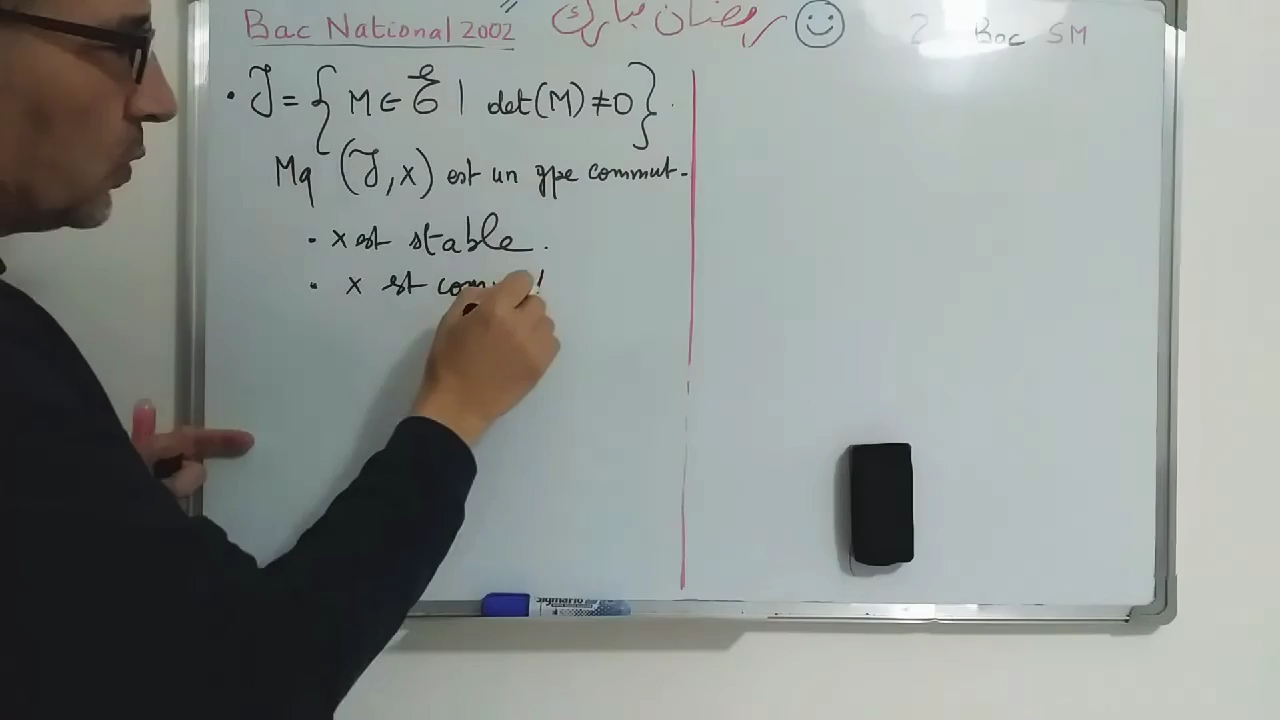 Bac National 2002 رمضان مبارك 2 Bac SM
• J = { M ∈ E | det(M) ≠ 0 }.
Mq (J, x) est un gpe commut.
• x est stable.
• x est comm
sigmario